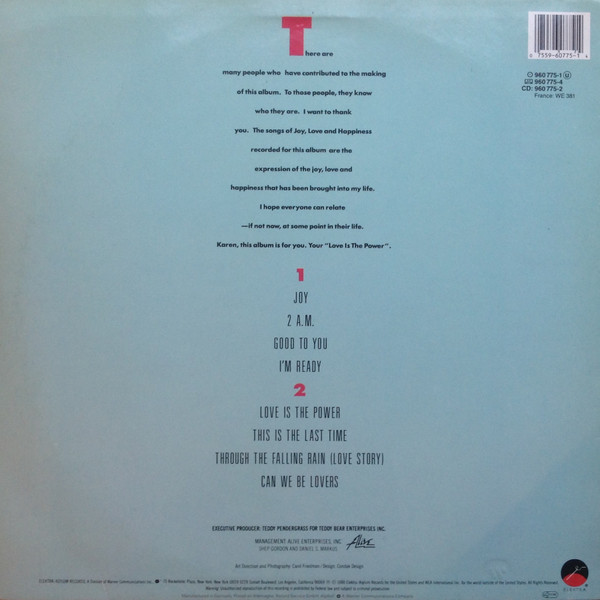 There are
many people who have contributed to the making
of this album. To those people, they know
who they are. I want to thank
you. The songs of Joy, Love and Happiness
recorded for this album are the
expression of the joy, love and
happiness that has been brought into my life.
I hope everyone can relate
—if not now, at some point in their life.
Karen, this album is for you. Your "Love Is The Power".
1
JOY
2 A.M.
GOOD TO YOU
I'M READY
2
LOVE IS THE POWER
THIS IS THE LAST TIME
THROUGH THE FALLING RAIN (LOVE STORY)
CAN WE BE LOVERS
EXECUTIVE PRODUCER: TEDDY PENDERGRASS FOR TEDDY BEAR ENTERPRISES INC.
MANAGEMENT: ALIVE ENTERPRISES, INC.
SHEP GORDON AND DANIEL S. MARKUS
Alive
0 7559-60775-1 4
960 775-1 U
960 775-4
CD: 960 775-2
France: WE 381